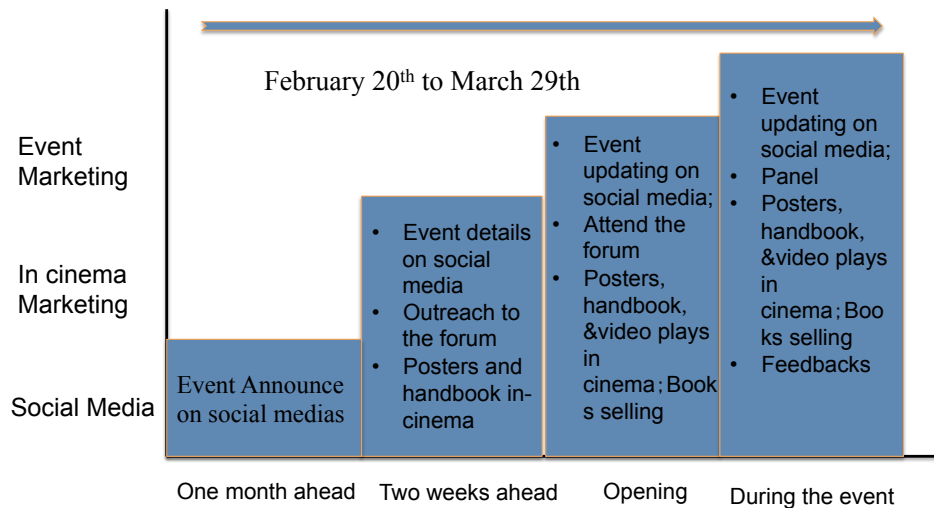 February 20th to March 29th
Event
Marketing
In cinema
Marketing
Social Media
Event Announce
on social medias
• Event details
on social
media
• Outreach to
the forum
• Posters and
handbook in-
cinema
• Event
updating on
social media;
• Attend the
forum
• Posters,
handbook,
&video plays
in
cinema；Book
s selling
• Event
updating on
social media;
• Panel
• Posters,
handbook,
&video plays
in
cinema；Boo
ks selling
• Feedbacks
One month ahead
Two weeks ahead
Opening
During the event